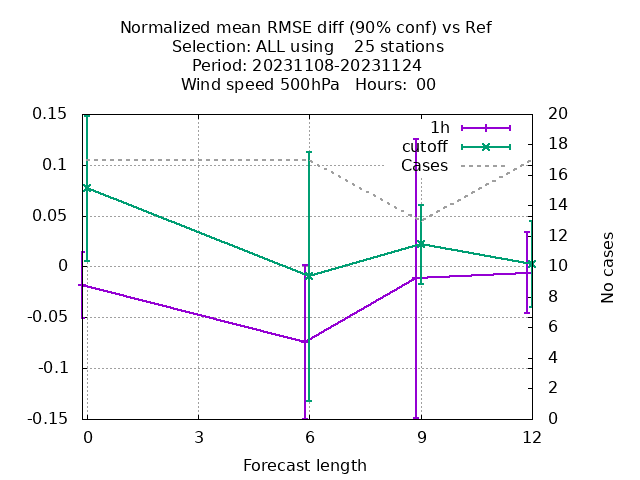 Normalized mean RMSE diff (90% conf) vs Ref
Selection: ALL using    25 stations
Period: 20231108-20231124
Wind speed 500hPa   Hours:  00
1h
cutoff
Cases
0.15
0.1
0.05
0
-0.05
-0.1
-0.15
20
18
16
14
12
10
8
6
4
2
0
No cases
0 3 6 9 12
Forecast length